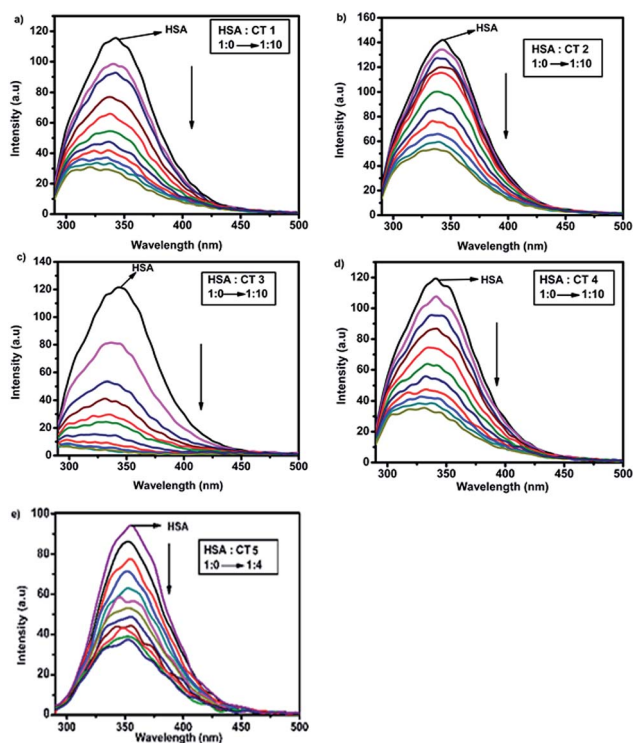 a)
HSA
HSA : CT 1
1:0 → 1:10
Intensity (a.u)
120
100
80
60
40
20
0
300 350 400 450 500
Wavelength (nm)
b)
HSA
HSA : CT 2
1:0 → 1:10
Intensity (a.u)
160
140
120
100
80
60
40
20
0
300 350 400 450 500
Wavelength (nm)
c)
HSA
HSA : CT 3
1:0 → 1:10
Intensity (a.u)
140
120
100
80
60
40
20
0
300 350 400 450 500
Wavelength (nm)
d)
HSA
HSA : CT 4
1:0 → 1:10
Intensity (a.u)
120
100
80
60
40
20
0
300 350 400 450 500
Wavelength (nm)
e)
HSA
HSA : CT 5
1:0 → 1:4
Intensity (a.u)
100
80
60
40
20
0
300 350 400 450 500
Wavelength (nm)